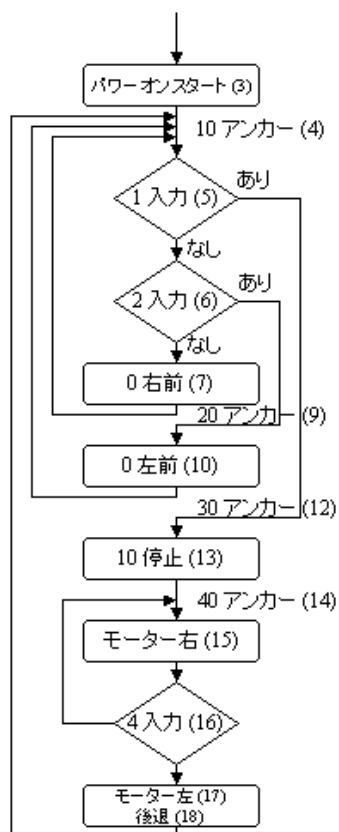 パワーオンスタート (3)
10 アンカー (4)
1 入力 (5)
あり
なし
2 入力 (6)
あり
なし
0 右前 (7)
20 アンカー (9)
0 左前 (10)
30 アンカー (12)
10 停止 (13)
40 アンカー (14)
モーター右 (15)
4 入力 (16)
モーター左 (17)
後退 (18)